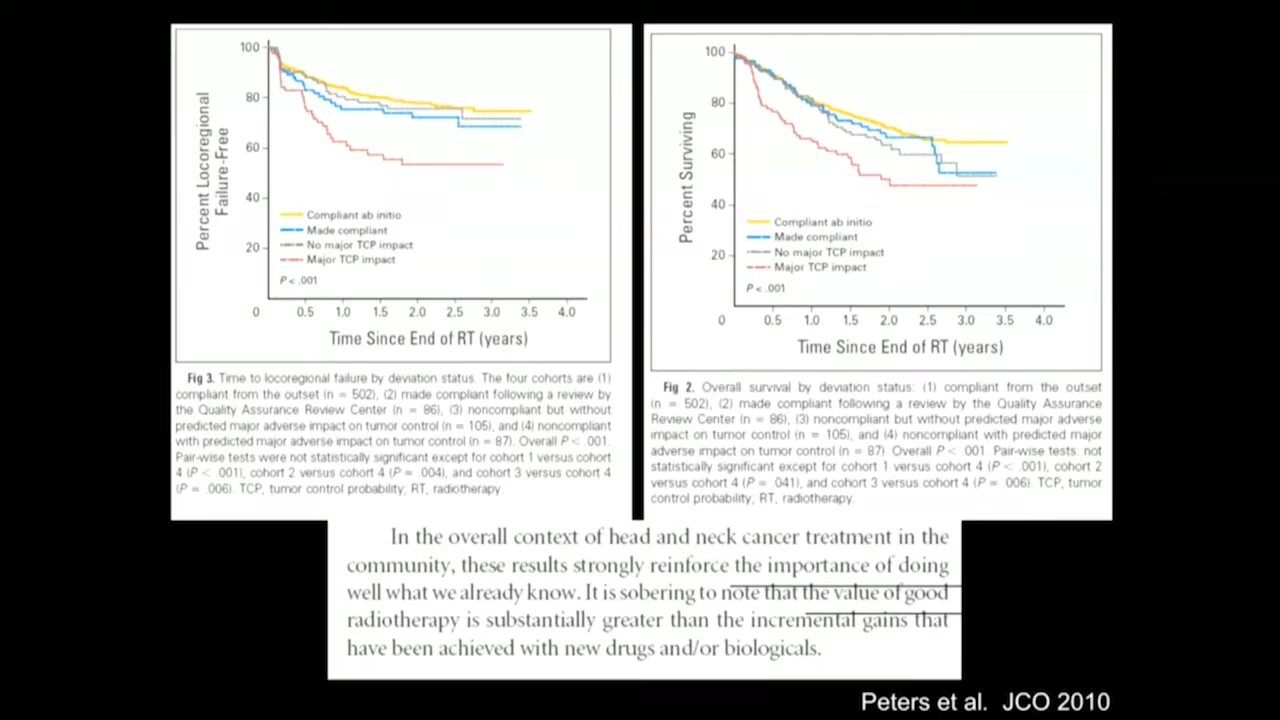 100
80
60
40
20
0
0.5 1.0 1.5 2.0 2.5 3.0 3.5 4.0
Percent Locoregional
Failure-Free
Compliant ab initio
Made compliant
No major TCP impact
Major TCP impact
P < .001
Time Since End of RT (years)
Fig 3. Time to locoregional failure by deviation status. The four cohorts are (1)
compliant from the outset (n = 502), (2) made compliant following a review by
the Quality Assurance Review Center (n = 86), (3) noncompliant but without
predicted major adverse impact on tumor control (n = 105), and (4) noncompliant
with predicted major adverse impact on tumor control (n = 87). Overall P < .001.
Pair-wise tests were not statistically significant except for cohort 1 versus cohort
4 (P < .001), cohort 2 versus cohort 4 (P = .004), and cohort 3 versus cohort 4
(P = .006). TCP, tumor control probability; RT, radiotherapy.
100
80
60
40
20
0
0.5 1.0 1.5 2.0 2.5 3.0 3.5 4.0
Percent Surviving
Compliant ab initio
Made compliant
No major TCP impact
Major TCP impact
P < .001
Time Since End of RT (years)
Fig 2. Overall survival by deviation status: (1) compliant from the outset
(n = 502), (2) made compliant following a review by the Quality Assurance
Review Center (n = 86), (3) noncompliant but without predicted major adverse
impact on tumor control (n = 105), and (4) noncompliant with predicted major
adverse impact on tumor control (n = 87). Overall P < .001. Pair-wise tests: not
statistically significant except for cohort 1 versus cohort 4 (P < .001), cohort 2
versus cohort 4 (P = .041), and cohort 3 versus cohort 4 (P = .006). TCP, tumor
control probability; RT, radiotherapy.
In the overall context of head and neck cancer treatment in the
community, these results strongly reinforce the importance of doing
well what we already know. It is sobering to note that the value of good
radiotherapy is substantially greater than the incremental gains that
have been achieved with new drugs and/or biologicals.
Peters et al. JCO 2010